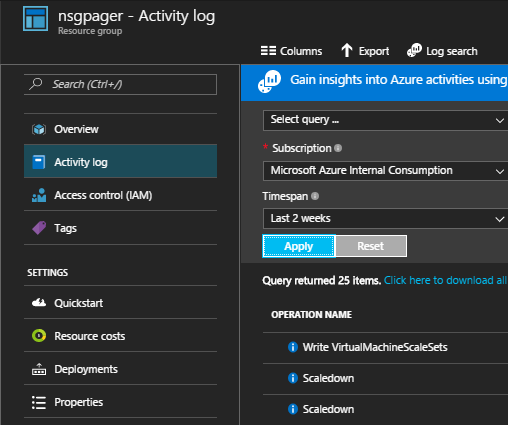 nsgpager - Activity log
Resource group
Columns Export Log search
Search (Ctrl+/)
Overview
Activity log
Access control (IAM)
Tags
SETTINGS
Quickstart
Resource costs
Deployments
Properties
Gain insights into Azure activities using
Select query ...
* Subscription
Microsoft Azure Internal Consumption
Timespan
Last 2 weeks
Apply Reset
Query returned 25 items. Click here to download all
OPERATION NAME
Write VirtualMachineScaleSets
Scaledown
Scaledown